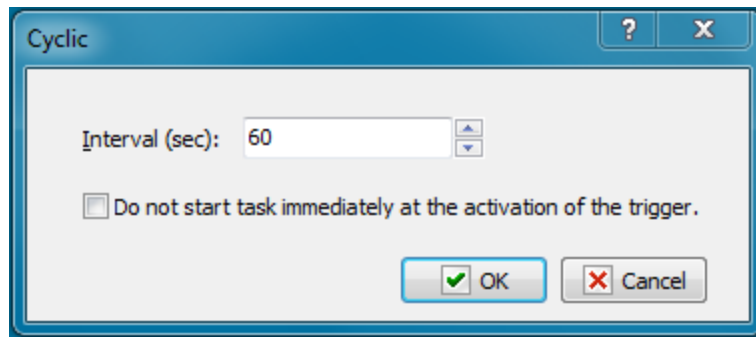 Cyclic
Interval (sec): 60
Do not start task immediately at the activation of the trigger.
OK Cancel